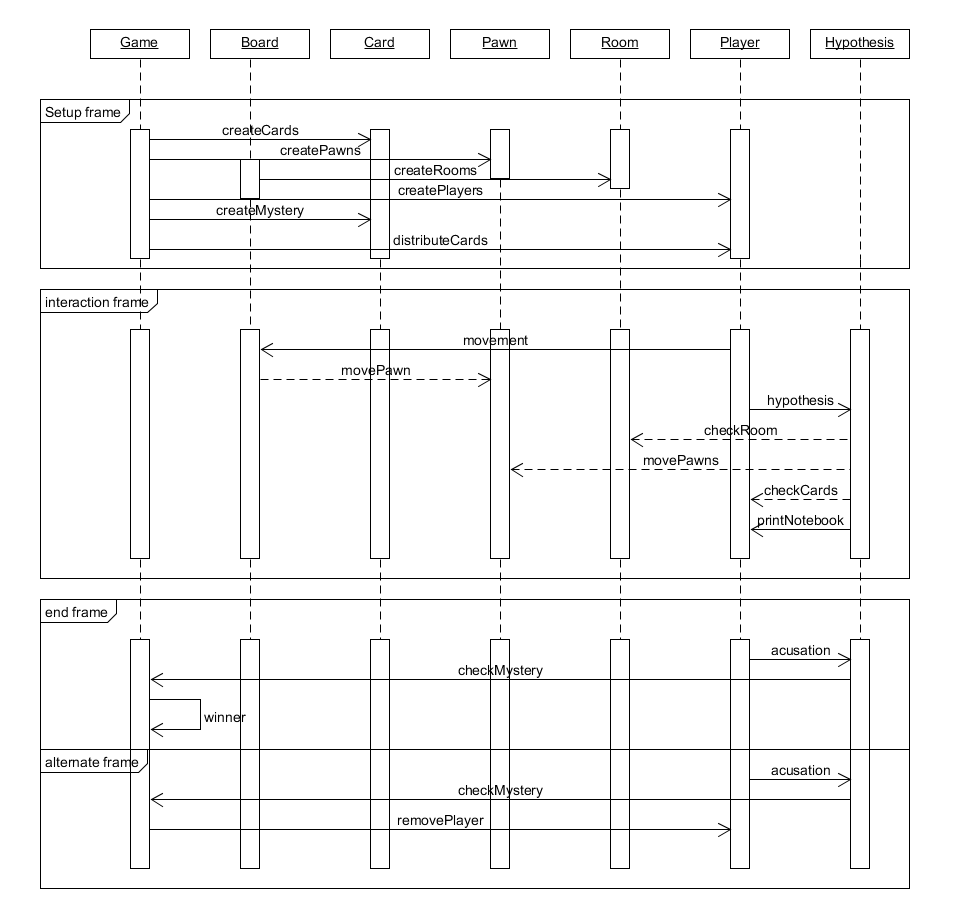 Game
Board
Card
Pawn
Room
Player
Hypothesis
Setup frame
createCards
createPawns
createRooms
createPlayers
createMystery
distributeCards
interaction frame
movement
movePawn
hypothesis
checkRoom
movePawns
checkCards
printNotebook
end frame
acusation
checkMystery
winner
alternate frame
acusation
checkMystery
removePlayer